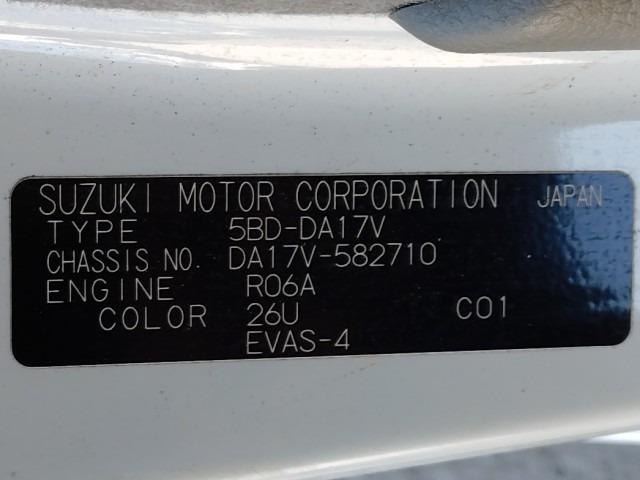 SUZUKI MOTOR CORPORATION JAPAN
TYPE 5BD-DA17V
CHASSIS NO. DA17V-582710
ENGINE R06A
COLOR 26U C01
EVAS-4